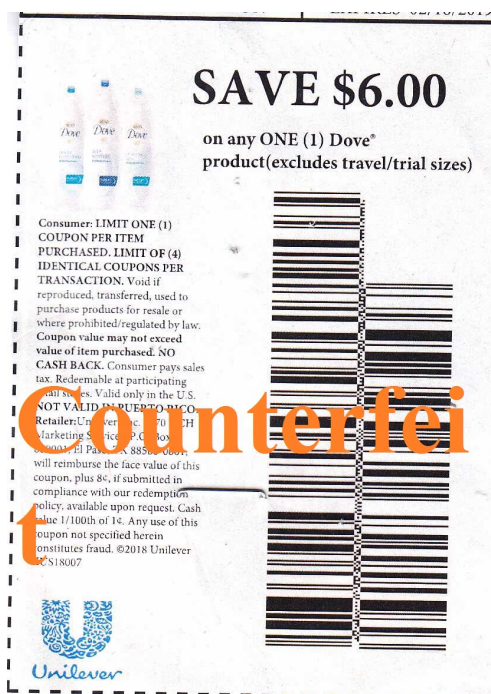 SAVE $6.00
on any ONE (1) Dove®
product(excludes travel/trial sizes)
Dove Dove Dove
Consumer: LIMIT ONE (1)
COUPON PER ITEM
PURCHASED. LIMIT OF (4)
IDENTICAL COUPONS PER
TRANSACTION. Void if
reproduced, transferred, used to
purchase products for resale or
where prohibited/regulated by law.
Coupon value may not exceed
value of item purchased. NO
CASH BACK. Consumer pays sales
tax. Redeemable at participating
Valid only in the U.S.
NOT VALID IN PUERTO RICO
Retailer:
Marketing
El Paso
will reimburse the face value of this
coupon, plus 8¢, if submitted in
compliance with our redemption
policy, available upon request. Cash
value 1/100th of 1¢. Any use of this
coupon not specified herein
constitutes fraud. ©2018 Unilever
Counterfei
t
Unilever